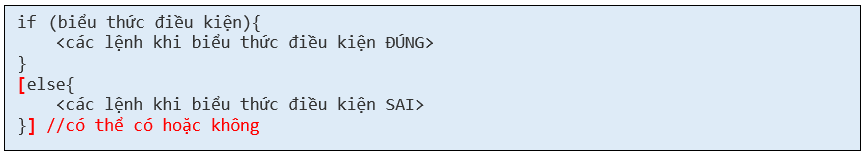 if (biểu thức điều kiện){
    <các lệnh khi biểu thức điều kiện ĐÚNG>
}
[else{
    <các lệnh khi biểu thức điều kiện SAI>
}] //có thể có hoặc không